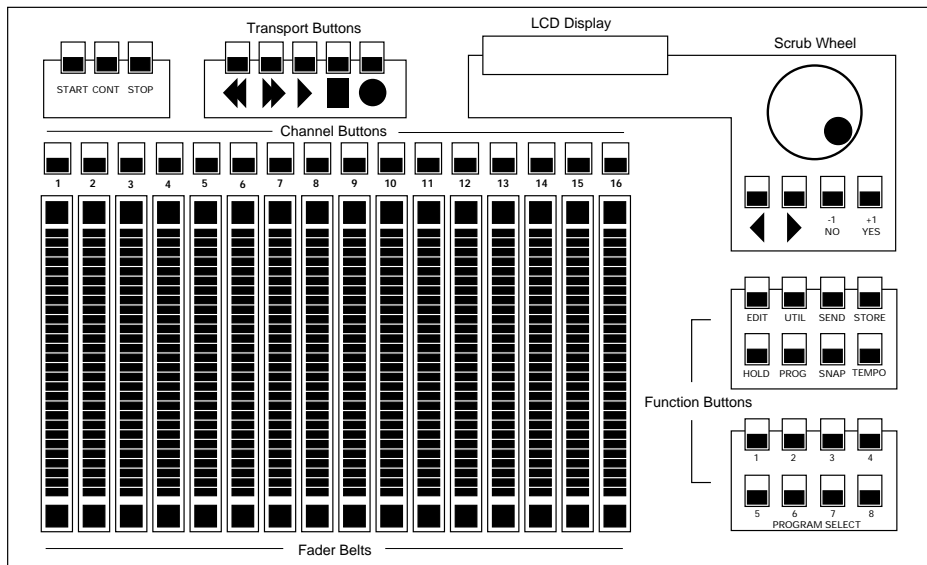 LCD Display
Transport Buttons
Scrub Wheel
START CONT STOP
Channel Buttons
1 2 3 4 5 6 7 8 9 10 11 12 13 14 15 16
-1 +1
NO YES
EDIT UTIL SEND STORE
HOLD PROG SNAP TEMPO
Function Buttons
1 2 3 4
5 6 7 8
PROGRAM SELECT
Fader Belts